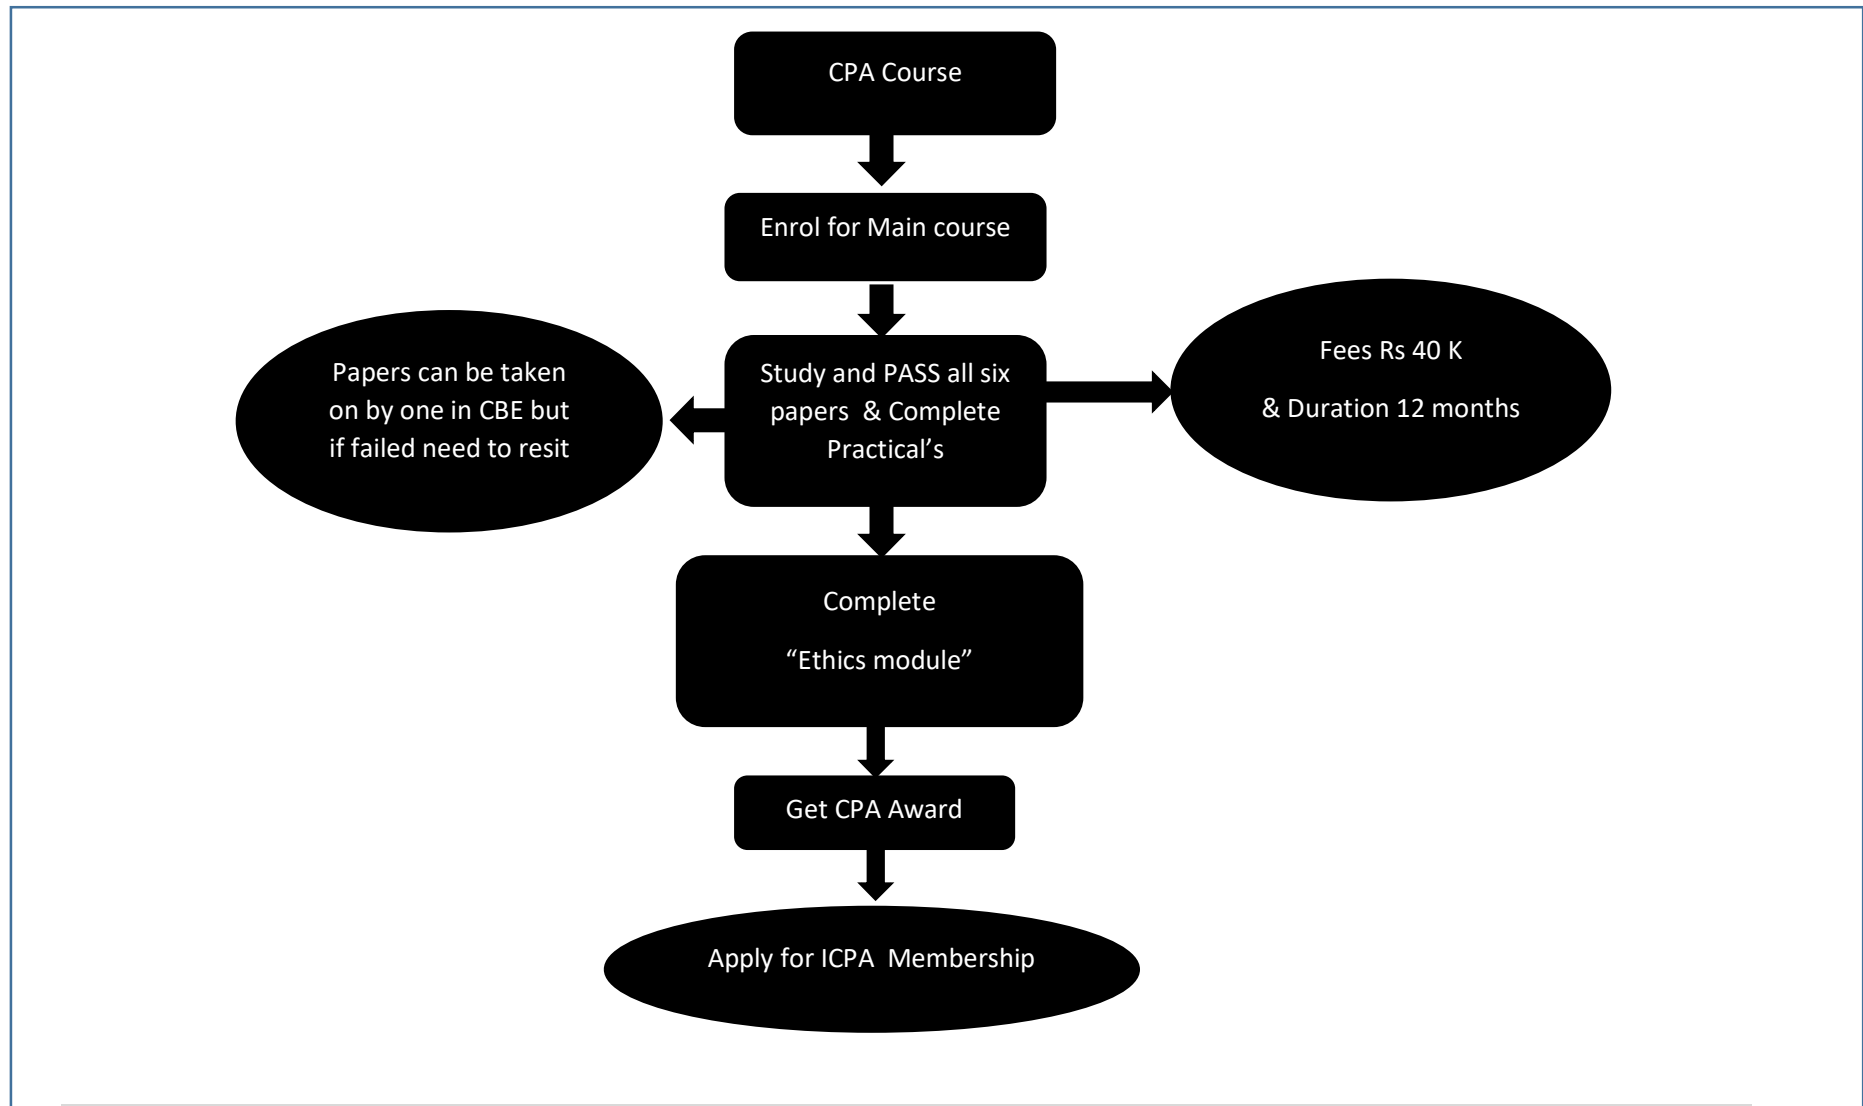 CPA Course
Enrol for Main course
Papers can be taken
on by one in CBE but
if failed need to resit
Study and PASS all six
papers  & Complete
Practical’s
Fees Rs 40 K
& Duration 12 months
Complete
“Ethics module”
Get CPA Award
Apply for ICPA  Membership